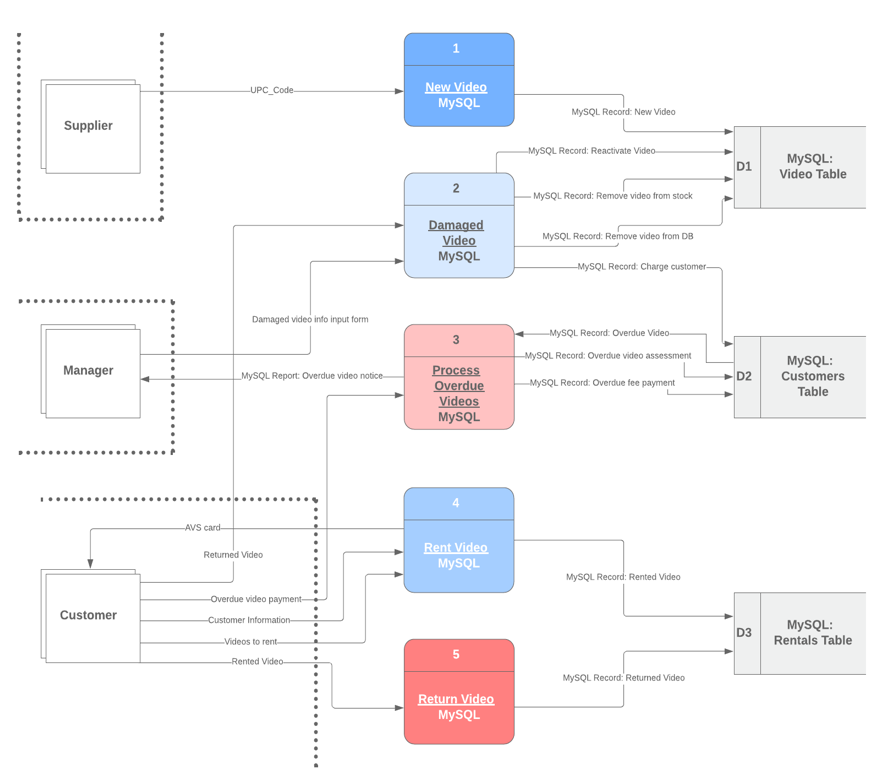 1
New Video
MySQL
UPC_Code
Supplier
MySQL Record: New Video
MySQL Record: Reactivate Video
D1
MySQL:
Video Table
2
Damaged
Video
MySQL
MySQL Record: Remove video from stock
MySQL Record: Remove video from DB
MySQL Record: Charge customer
Damaged video info input form
Manager
MySQL Report: Overdue video notice
3
Process
Overdue
Videos
MySQL
MySQL Record: Overdue Video
MySQL Record: Overdue video assessment
MySQL Record: Overdue fee payment
D2
MySQL:
Customers
Table
4
Rent Video
MySQL
AVS card
Returned Video
Customer
Overdue video payment
Customer Information
Videos to rent
Rented Video
MySQL Record: Rented Video
D3
MySQL:
Rentals Table
5
Return Video
MySQL
MySQL Record: Returned Video